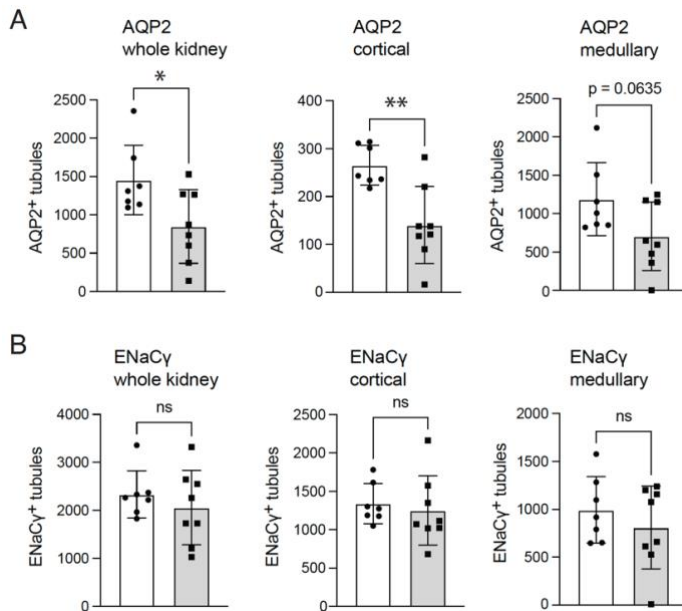 A
AQP2
whole kidney
*
AQP2+ tubules
2500
2000
1500
1000
500
0
AQP2
cortical
**
AQP2+ tubules
400
300
200
100
0
AQP2
medullary
p = 0.0635
AQP2+ tubules
2500
2000
1500
1000
500
0
B
ENaCγ
whole kidney
ns
ENaCγ+ tubules
4000
3000
2000
1000
0
ENaCγ
cortical
ns
ENaCγ+ tubules
2500
2000
1500
1000
500
0
ENaCγ
medullary
ns
ENaCγ+ tubules
2000
1500
1000
500
0